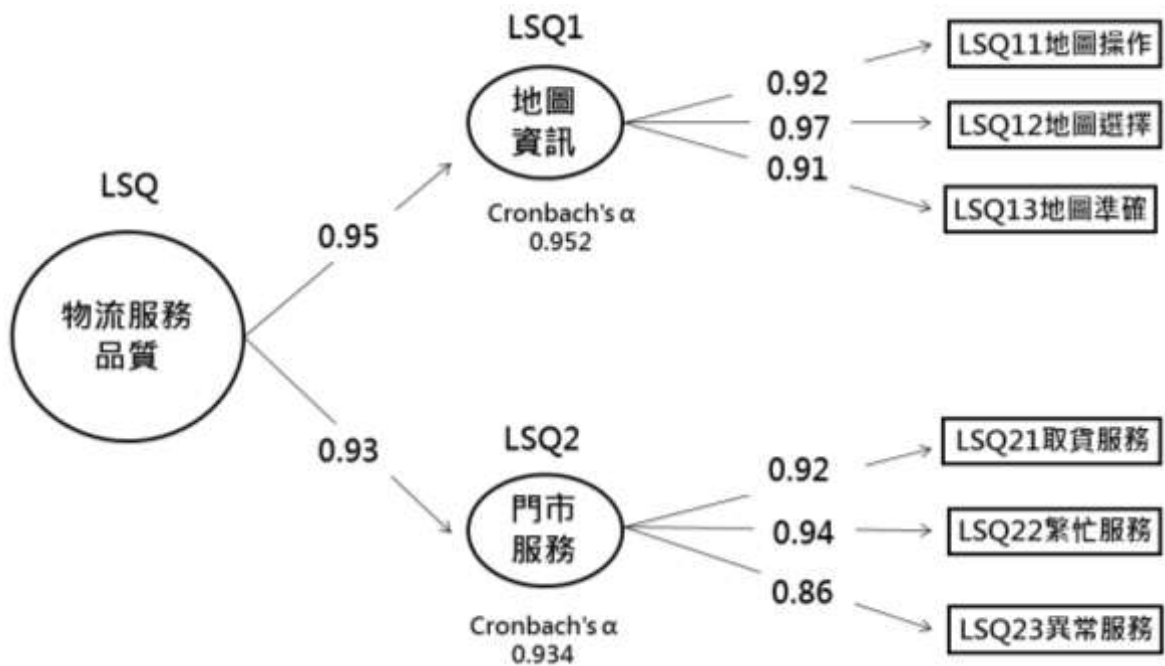 LSQ
物流服務
品質
0.95
0.93
LSQ1
地圖
資訊
Cronbach's α
0.952
0.92
0.97
0.91
LSQ11地圖操作
LSQ12地圖選擇
LSQ13地圖準確
LSQ2
門市
服務
Cronbach's α
0.934
0.92
0.94
0.86
LSQ21取貨服務
LSQ22繁忙服務
LSQ23異常服務